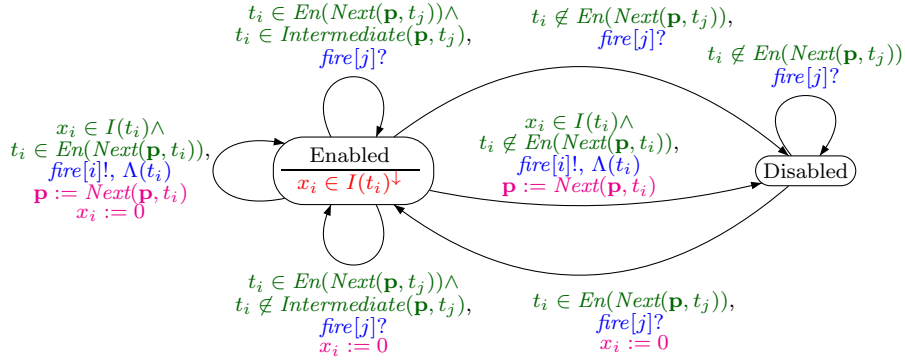 t_i ∈ En(Next(p, t_j))∧
t_i ∈ Intermediate(p, t_j),
fire[j]?
t_i ∉ En(Next(p, t_j)),
fire[j]?
t_i ∉ En(Next(p, t_j))
fire[j]?
x_i ∈ I(t_i)∧
t_i ∈ En(Next(p, t_i)),
fire[i]!, Λ(t_i)
p := Next(p, t_i)
x_i := 0
Enabled
x_i ∈ I(t_i)↓
x_i ∈ I(t_i)∧
t_i ∉ En(Next(p, t_i)),
fire[i]!, Λ(t_i)
p := Next(p, t_i)
Disabled
t_i ∈ En(Next(p, t_j))∧
t_i ∉ Intermediate(p, t_j),
fire[j]?
x_i := 0
t_i ∈ En(Next(p, t_j)),
fire[j]?
x_i := 0